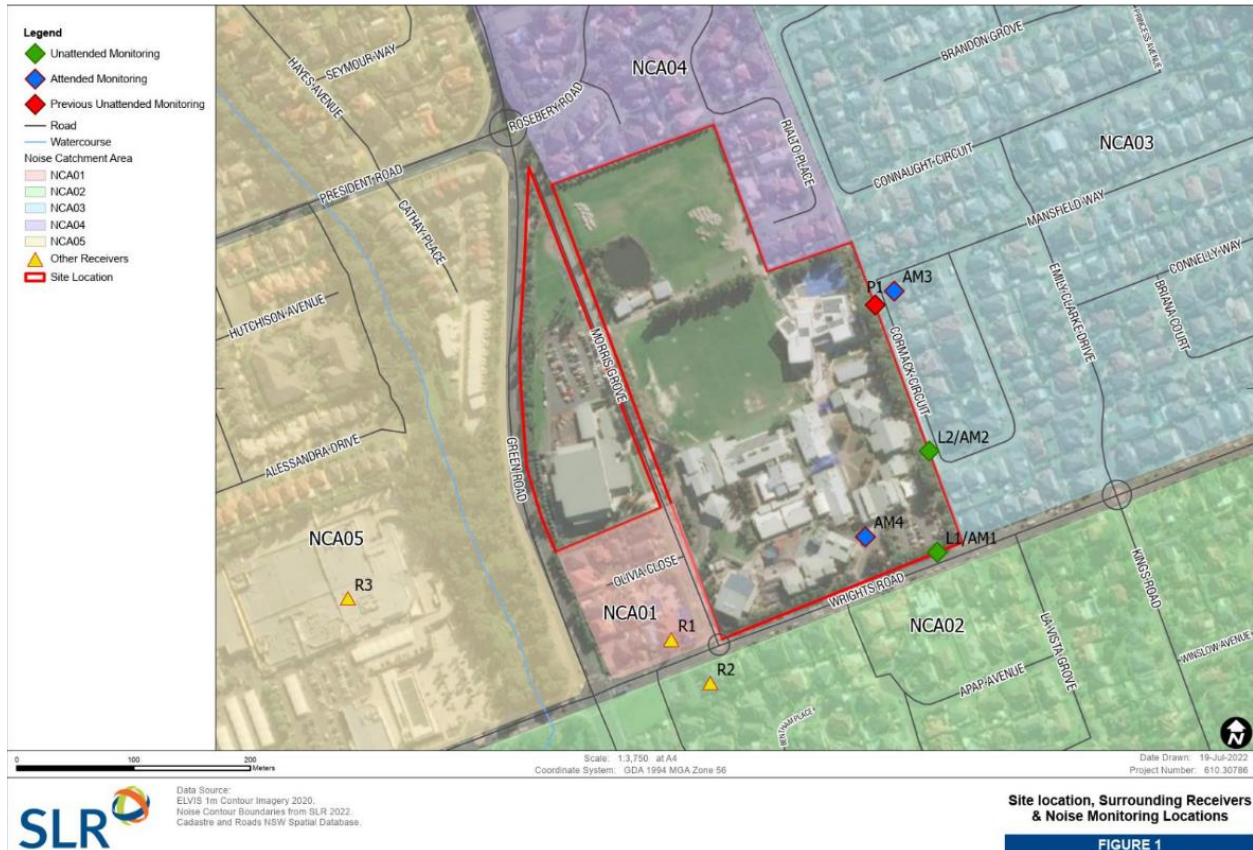 Legend
Unattended Monitoring
Attended Monitoring
Previous Unattended Monitoring
Road
Watercourse
Noise Catchment Area
NCA01
NCA02
NCA03
NCA04
NCA05
Other Receivers
Site Location
SEYMOUR WAY
HAYES AVENUE
PRESIDENT ROAD
CATHAY PLACE
HUTCHISON AVENUE
ALESSANDRA DRIVE
ROSEBERY ROAD
NCA04
RIALTO PLACE
BRANDON GROVE
PRINCESS AVENUE
NCA03
CONNAUGHT CIRCUIT
MANSFIELD WAY
CONNELLY WAY
BRIANA COURT
EMILY CLARKE DRIVE
P1
AM3
CORMACK CIRCUIT
MORRIS GROVE
GREEN ROAD
L2/AM2
AM4
L1/AM1
WRIGHTS ROAD
KINGS ROAD
OLIVIA CLOSE
NCA01
NCA05
R3
R1
R2
NCA02
LA VISTA GROVE
APAP AVENUE
WINSLOW AVENUE
PLACE
N
0 100 200
Meters
Scale: 1:3,750 at A4
Coordinate System: GDA 1994 MGA Zone 56
Date Drawn: 19-Jul-2022
Project Number: 610.30786
SLR
Data Source:
ELVIS 1m Contour Imagery 2020.
Noise Contour Boundaries from SLR 2022.
Cadastre and Roads NSW Spatial Database.
Site location, Surrounding Receivers
& Noise Monitoring Locations
FIGURE 1